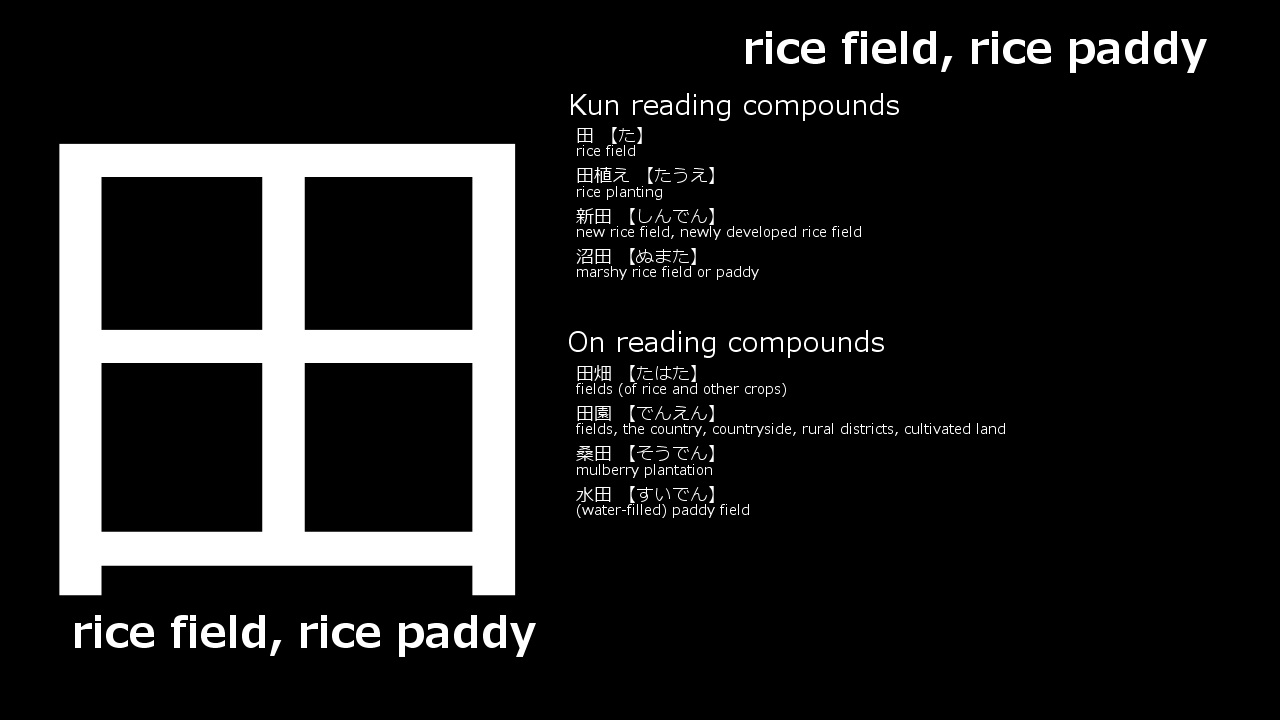 rice field, rice paddy
田
rice field, rice paddy
Kun reading compounds
田 【た】
rice field
田植え 【たうえ】
rice planting
新田 【しんでん】
new rice field, newly developed rice field
沼田 【ぬまた】
marshy rice field or paddy
On reading compounds
田畑 【たはた】
fields (of rice and other crops)
田園 【でんえん】
fields, the country, countryside, rural districts, cultivated land
桑田 【そうでん】
mulberry plantation
水田 【すいでん】
(water-filled) paddy field